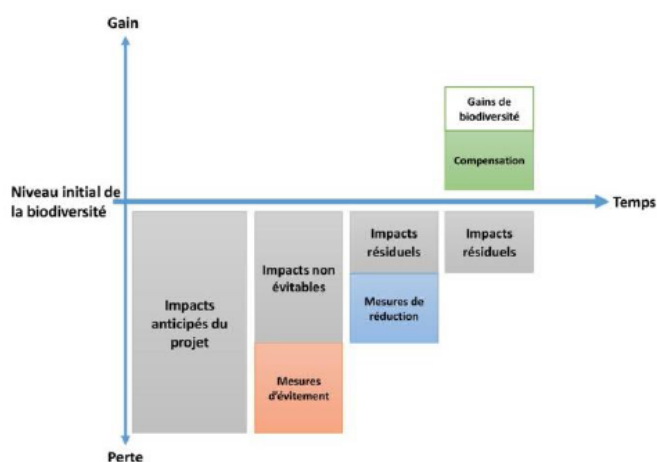 Gain
Gains de
biodiversité
Compensation
Niveau initial de
la biodiversité
Temps
Impacts
anticipés du
projet
Impacts non
évitables
Mesures
d'évitement
Impacts
résiduels
Mesures de
réduction
Impacts
résiduels
Perte